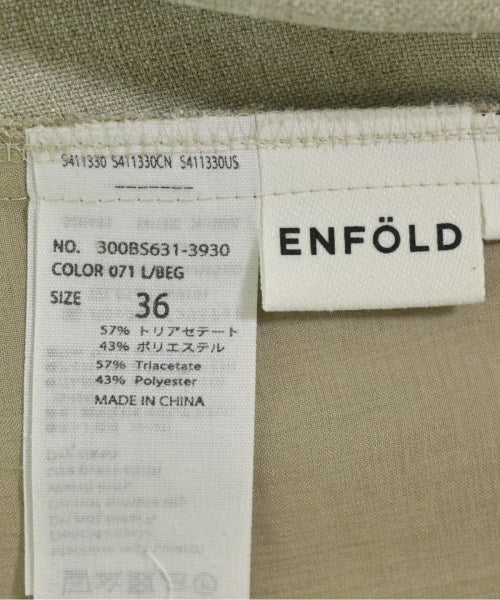 S411330 S411330CN S411330US
NO. 300BS631-3930
COLOR 071 L/BEG
SIZE 36
57% トリアセテート
43% ポリエステル
57% Triacetate
43% Polyester
MADE IN CHINA
ENFÖLD